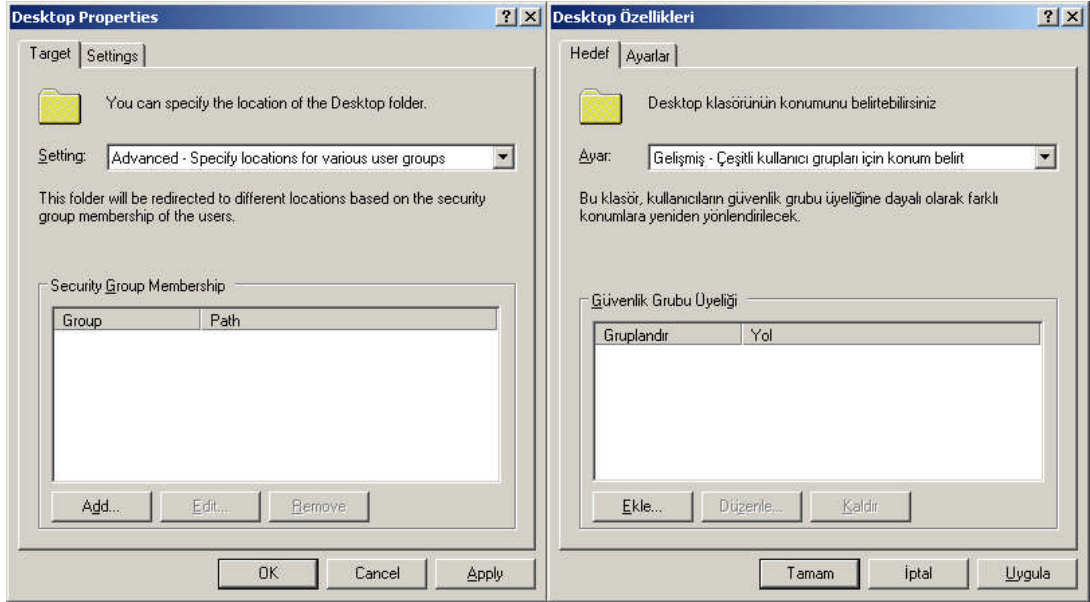 Desktop Properties
Target
Settings
You can specify the location of the Desktop folder.
Setting:
Advanced - Specify locations for various user groups
This folder will be redirected to different locations based on the security
group membership of the users.
Security Group Membership
Group
Path
Add...
Edit...
Remove
OK
Cancel
Apply
Desktop Özellikleri
Hedef
Ayarlar
Desktop klasörünün konumunu belirtebilirsiniz
Ayar:
Gelişmiş - Çeşitli kullanıcı grupları için konum belirt
Bu klasör, kullanıcıların güvenlik grubu üyeliğine dayalı olarak farklı
konumlara yeniden yönlendirilecek.
Güvenlik Grubu Üyeliği
Gruplandır
Yol
Ekle...
Düzenle...
Kaldır
Tamam
İptal
Uygula